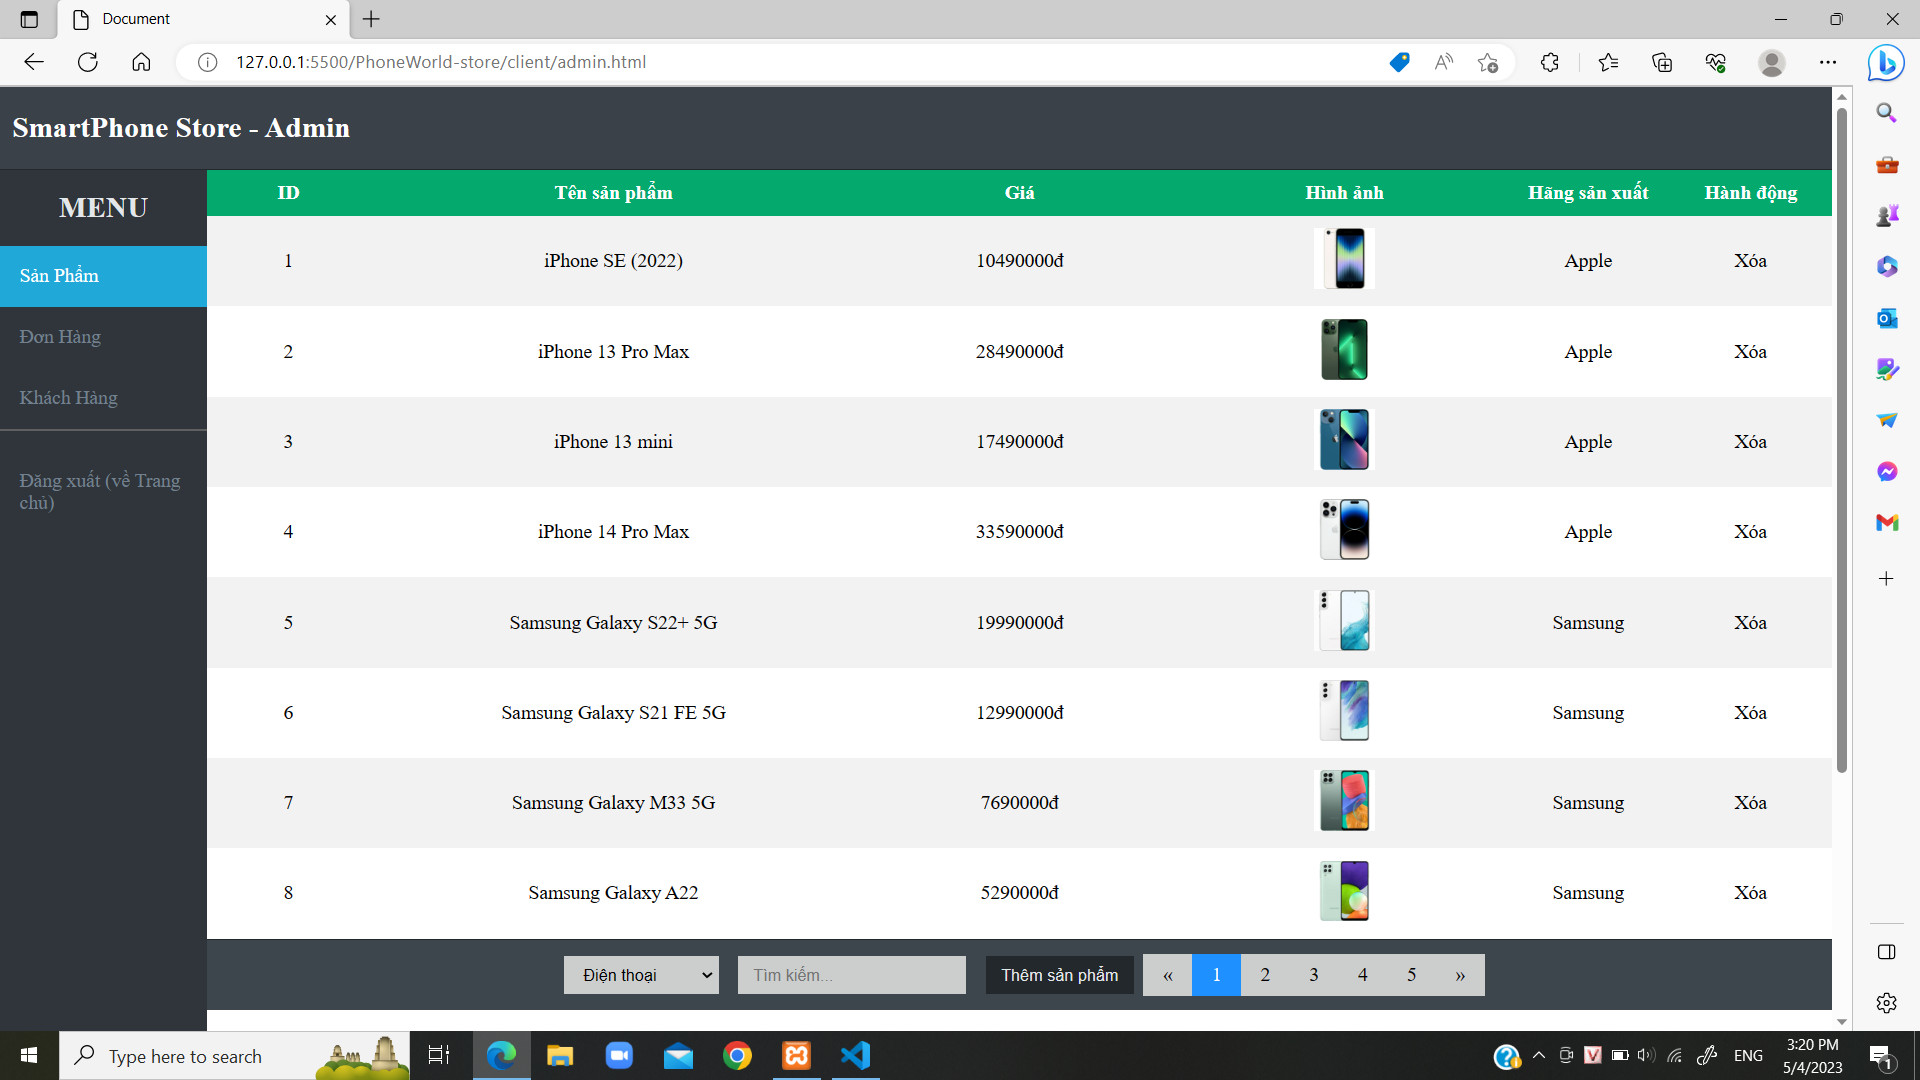 Document
127.0.0.1:5500/PhoneWorld-store/client/admin.html
SmartPhone Store - Admin
MENU
Sản Phẩm
Đơn Hàng
Khách Hàng
Đăng xuất (về Trang
chủ)
ID Tên sản phẩm Giá Hình ảnh Hãng sản xuất Hành động
1 iPhone SE (2022) 10490000đ Apple Xóa
2 iPhone 13 Pro Max 28490000đ Apple Xóa
3 iPhone 13 mini 17490000đ Apple Xóa
4 iPhone 14 Pro Max 33590000đ Apple Xóa
5 Samsung Galaxy S22+ 5G 19990000đ Samsung Xóa
6 Samsung Galaxy S21 FE 5G 12990000đ Samsung Xóa
7 Samsung Galaxy M33 5G 7690000đ Samsung Xóa
8 Samsung Galaxy A22 5290000đ Samsung Xóa
Điện thoại Tìm kiếm... Thêm sản phẩm « 1 2 3 4 5 »
Type here to search
ENG
3:20 PM
5/4/2023
1